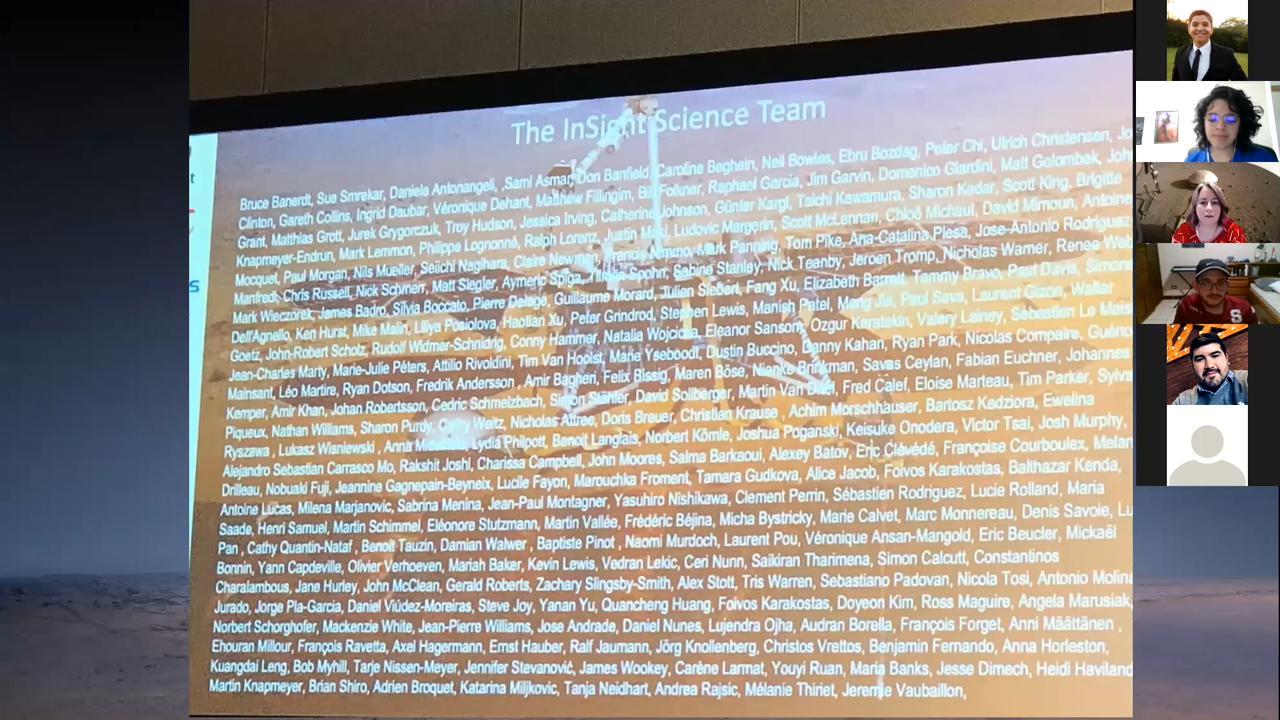 The InSight Science Team
Bruce Banerdt, Sue Smrekar, Daniele Antonangeli, ,Sami Asmar, Don Banfield, Caroline Beghein, Neil Bowles, Ebru Bozdag, Peter Chi, Ulrich Christensen,
Clinton, Gareth Collins, Ingrid Daubar, Véronique Dehant, Matthew Fillingim, Bill Folkner, Raphael Garcia, Jim Garvin, Domenico Giardini, Matt Golombek,
Grant, Matthias Grott, Jurek Grygorczuk, Troy Hudson, Jessica Irving, Catherine Johnson, Günter Kargl, Taichi Kawamura, Sharon Kedar, Scott King, Brigitte
Knapmeyer-Endrun, Mark Lemmon, Philippe Lognonné, Ralph Lorenz, Justin Maki, Ludovic Margerin, Scott McLennan, Chloé Michaut, David Mimoun, Antoine
Mocquet, Paul Morgan, Nils Mueller, Seiichi Nagihara, Claire Newman, Francis Nimmo, Mark Panning, Tom Pike, Ana-Catalina Plesa, Jose-Antonio Rodriguez
Manfredi, Chris Russell, Nick Schmerr, Matt Siegler, Aymeric Spiga, Tilman Spohn, Sabine Stanley, Nick Teanby, Jeroen Tromp, Nicholas Warner, Renee
Mark Wieczorek, James Badro, Silvia Boccato, Pierre Delage, Guillaume Morard, Julien Siebert, Fang Xu, Elizabeth Barrett, Tammy Bravo, Paul Davis,
Dell'Agnello, Ken Hurst, Mike Malin, Liliya Posiolova, Haotian Xu, Peter Grindrod, Stephen Lewis, Manish Patel, Meng Jia, Paul Sava, Laurent Gizon, Walter
Goetz, John-Robert Scholz, Rudolf Widmer-Schnidrig, Conny Hammer, Natalia Wojcicka, Eleanor Sansom, Ozgur Karatekin, Valery Lainey, Sebastien Le
Jean-Charles Marty, Marie-Julie Péters, Attilio Rivoldini, Tim Van Hoolst, Marie Yseboodt, Dustin Buccino, Danny Kahan, Ryan Park, Nicolas Compaire,
Mainsant, Léo Martire, Ryan Dotson, Fredrik Andersson , Amir Bagheri, Felix Bissig, Maren Böse, Nienke Brinkman, Savas Ceylan, Fabian Euchner, Johannes
Kemper, Amir Khan, Johan Robertsson, Cedric Schmelzbach, Simon Stähler, David Sollberger, Martin Van Driel, Fred Calef, Eloise Marteau, Tim Parker,
Piqueux, Nathan Williams, Sharon Purdy, Cathy Weitz, Nicholas Attree, Doris Breuer, Christian Krause , Achim Morschhauser, Bartosz Kedziora, Ewelina
Ryszawa , Lukasz Wisniewski , Anna Lydia Philpott, Benoit Langlais, Norbert Kömle, Joshua Poganski, Keisuke Onodera, Victor Tsai, Josh Murphy,
Alejandro Sebastian Carrasco Mo, Rakshit Joshi, Charissa Campbell, John Moores, Salma Barkaoui, Alexey Batov, Eric Clévédé, Françoise Courboulex,
Drilleau, Nobuaki Fuji, Jeannine Gagnepain-Beyneix, Lucile Fayon, Marouchka Froment, Tamara Gudkova, Alice Jacob, Foivos Karakostas, Balthazar Kenda,
Antoine Lucas, Milena Marjanovic, Sabrina Menina, Jean-Paul Montagner, Yasuhiro Nishikawa, Clement Perrin, Sébastien Rodriguez, Lucie Rolland, Maria
Saade, Henri Samuel, Martin Schimmel, Eléonore Stutzmann, Martin Vallée, Frédéric Béjina, Micha Bystricky, Marie Calvet, Marc Monnereau, Denis Savoie, Lu
Pan , Cathy Quantin-Nataf , Benoit Tauzin, Damian Walwer , Baptiste Pinot , Naomi Murdoch, Laurent Pou, Véronique Ansan-Mangold, Eric Beucler, Mickaël
Bonnin, Yann Capdeville, Olivier Verhoeven, Mariah Baker, Kevin Lewis, Vedran Lekic, Ceri Nunn, Saikiran Tharimena, Simon Calcutt, Constantinos
Charalambous, Jane Hurley, John McClean, Gerald Roberts, Zachary Slingsby-Smith, Alex Stott, Tris Warren, Sebastiano Padovan, Nicola Tosi, Antonio Molina
Jurado, Jorge Pla-Garcia, Daniel Viúdez-Moreiras, Steve Joy, Yanan Yu, Quancheng Huang, Foivos Karakostas, Doyeon Kim, Ross Maguire, Angela Marusiak,
Norbert Schorghofer, Mackenzie White, Jean-Pierre Williams, Jose Andrade, Daniel Nunes, Lujendra Ojha, Audran Borella, François Forget, Anni Määttänen ,
Ehouran Millour, François Ravetta, Axel Hagermann, Ernst Hauber, Ralf Jaumann, Jörg Knollenberg, Christos Vrettos, Benjamin Fernando, Anna Horleston,
Kuangdai Leng, Bob Myhill, Tarje Nissen-Meyer, Jennifer Stevanović, James Wookey, Carène Larmat, Youyi Ruan, Maria Banks, Jesse Dimech, Heidi Haviland
Martin Knapmeyer, Brian Shiro, Adrien Broquet, Katarina Miljkovic, Tanja Neidhart, Andrea Rajsic, Mélanie Thiriet, Jeremie Vaubaillon,